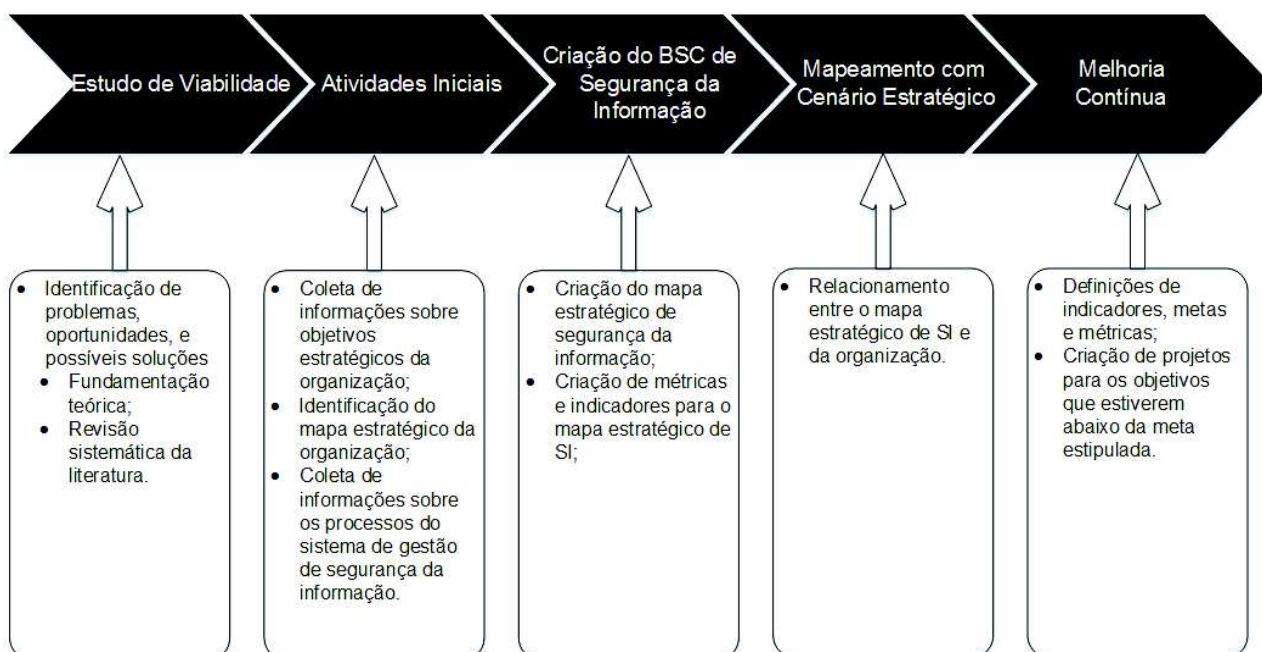 Estudo de Viabilidade
Atividades Iniciais
Criação do BSC de
Segurança da
Informação
Mapeamento com
Cenário Estratégico
Melhoria
Contínua
• Identificação de
problemas,
oportunidades, e
possíveis soluções
• Fundamentação
teórica;
• Revisão
sistemática da
literatura.
• Coleta de
informações sobre
objetivos
estratégicos da
organização;
• Identificação do
mapa estratégico da
organização;
• Coleta de
informações sobre
os processos do
sistema de gestão
de segurança da
informação.
• Criação do mapa
estratégico de
segurança da
informação;
• Criação de métricas
e indicadores para o
mapa estratégico de
SI;
• Relacionamento
entre o mapa
estratégico de SI e
da organização.
• Definições de
indicadores, metas
e métricas;
• Criação de projetos
para os objetivos
que estiverem
abaixo da meta
estipulada.